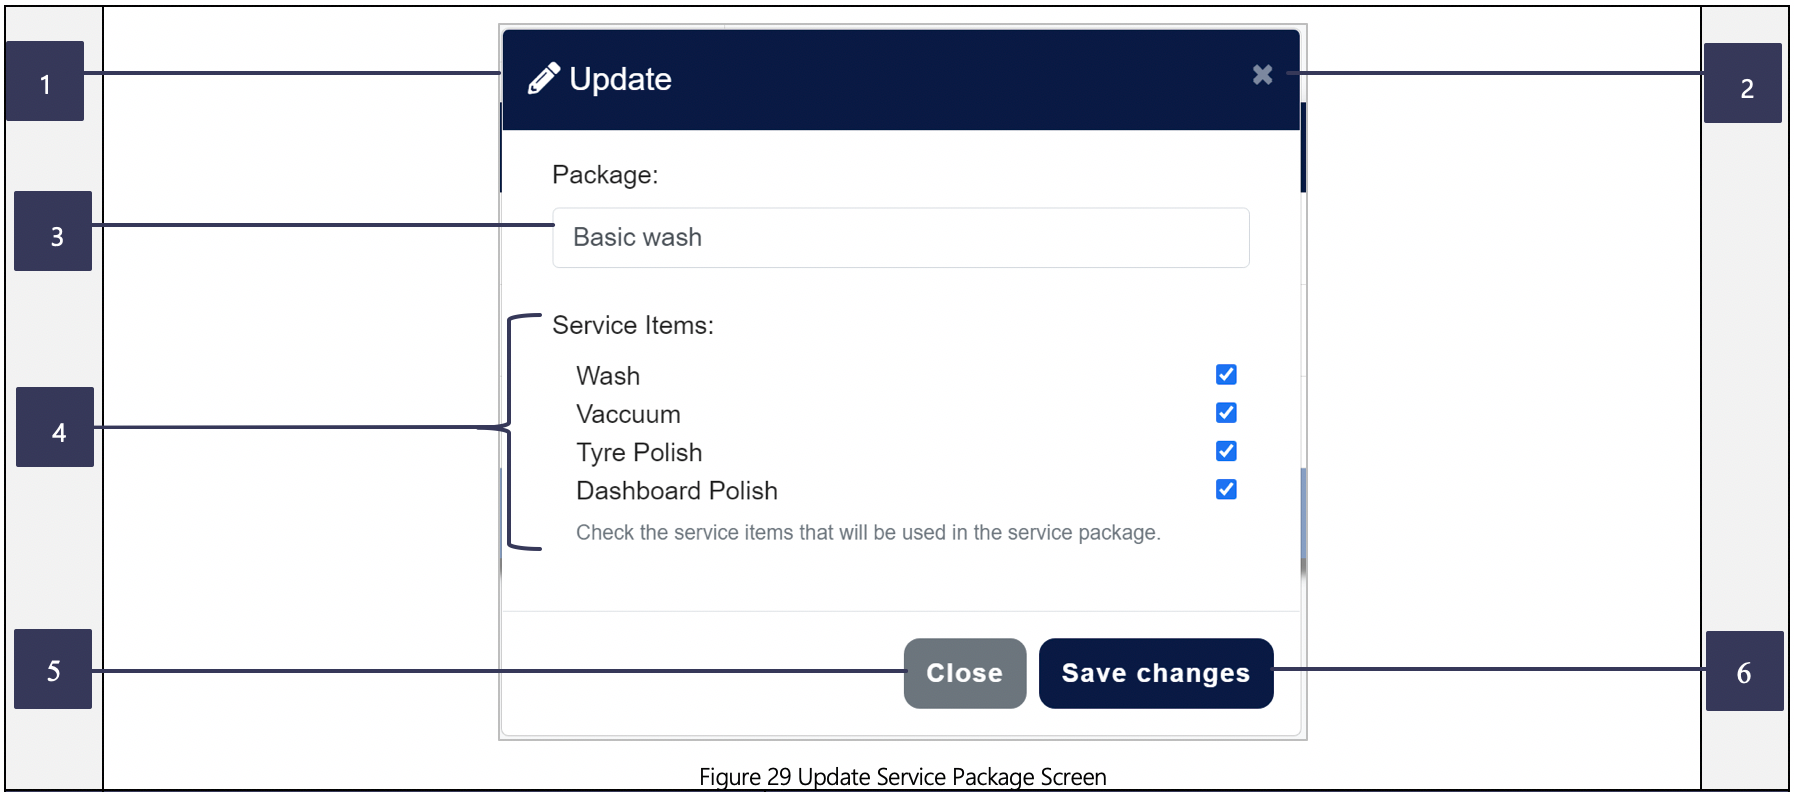 1
Update
2
Package:
3
Basic wash
Service Items:
Wash
Vaccuum
4
Tyre Polish
Dashboard Polish
Check the service items that will be used in the service package.
5
Close
Save changes
6
Figure 29 Update Service Package Screen